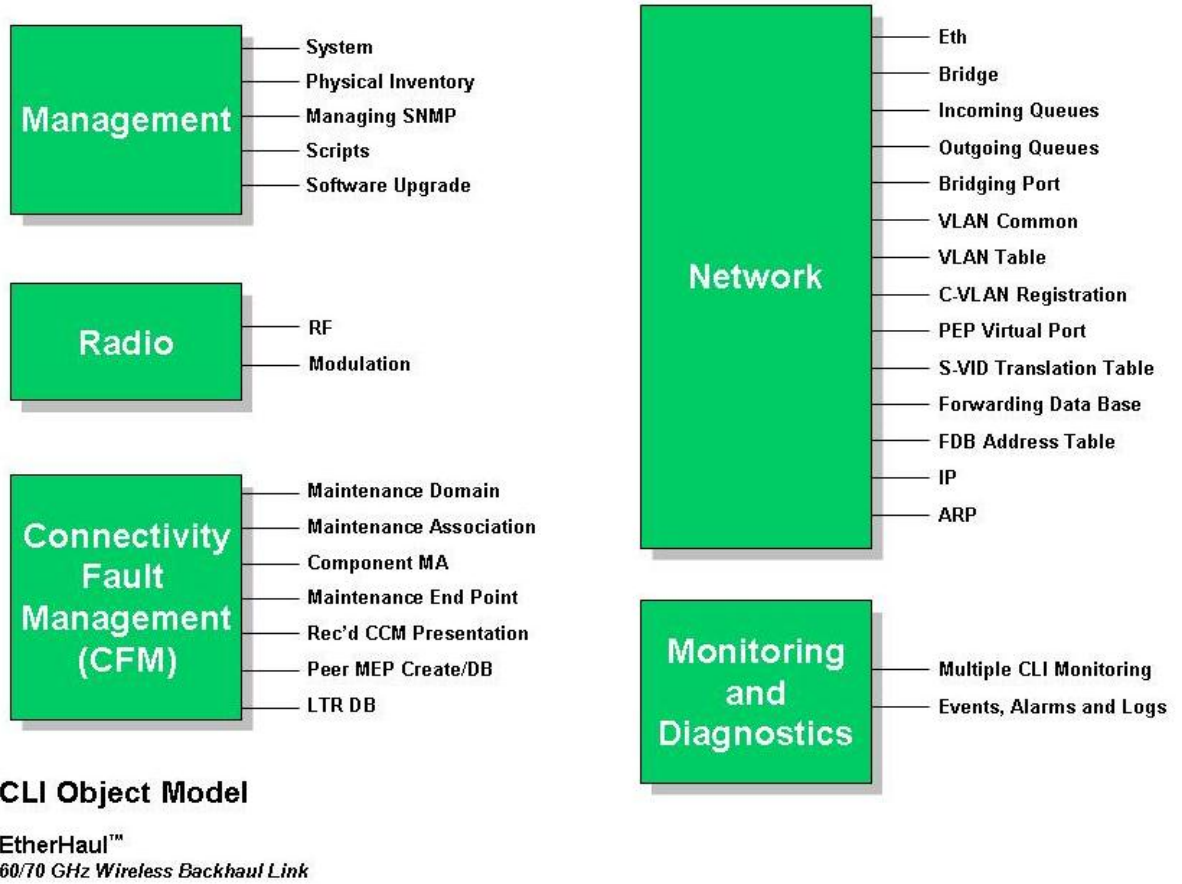 Management
System
Physical Inventory
Managing SNMP
Scripts
Software Upgrade
Radio
RF
Modulation
Connectivity
Fault
Management
(CFM)
Maintenance Domain
Maintenance Association
Component MA
Maintenance End Point
Rec'd CCM Presentation
Peer MEP Create/DB
LTR DB
Network
Eth
Bridge
Incoming Queues
Outgoing Queues
Bridging Port
VLAN Common
VLAN Table
C-VLAN Registration
PEP Virtual Port
S-VID Translation Table
Forwarding Data Base
FDB Address Table
IP
ARP
Monitoring
and
Diagnostics
Multiple CLI Monitoring
Events, Alarms and Logs
CLI Object Model
EtherHaul™
60/70 GHz Wireless Backhaul Link